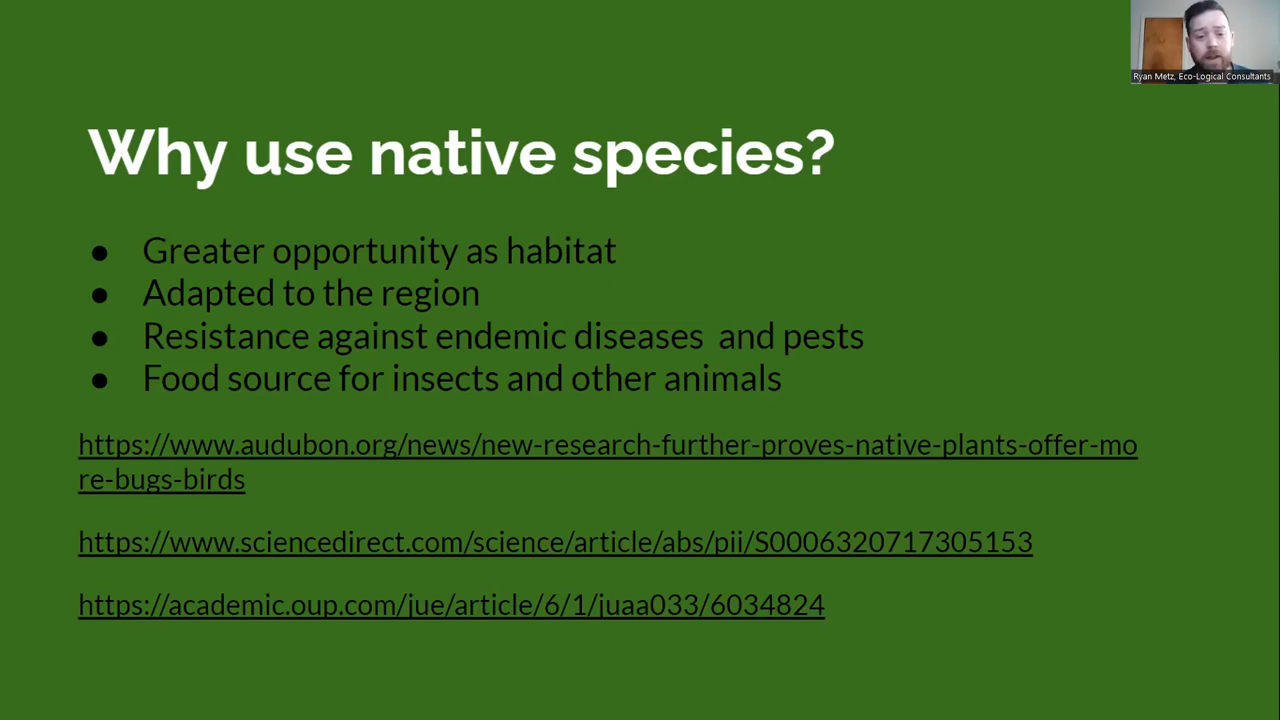 Ryan Metz, Eco-Logical Consultants
Why use native species?
● Greater opportunity as habitat
● Adapted to the region
● Resistance against endemic diseases  and pests
● Food source for insects and other animals
https://www.audubon.org/news/new-research-further-proves-native-plants-offer-mo
re-bugs-birds
https://www.sciencedirect.com/science/article/abs/pii/S0006320717305153
https://academic.oup.com/jue/article/6/1/juaa033/6034824